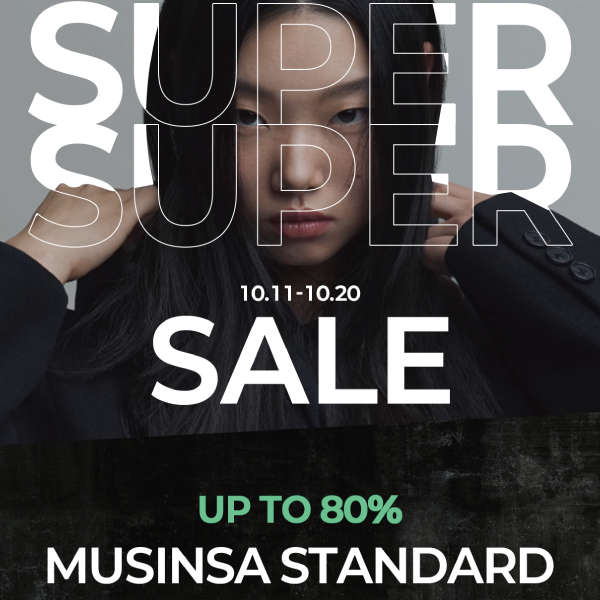 SUPER
SUPER
10.11-10.20
SALE
UP TO 80%
MUSINSA STANDARD